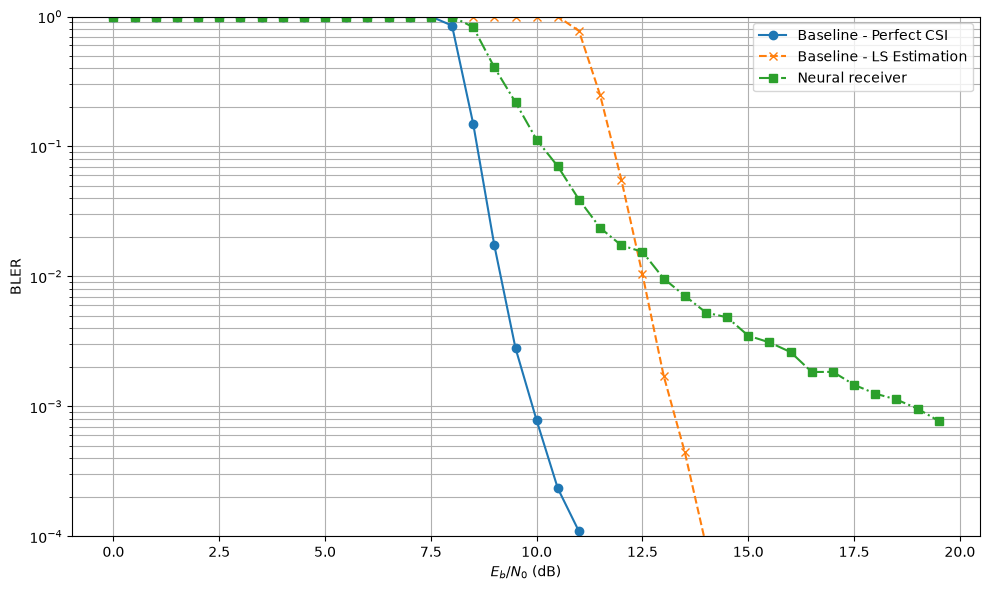 10⁰
10⁻¹
10⁻²
10⁻³
10⁻⁴
BLER
Baseline - Perfect CSI
Baseline - LS Estimation
Neural receiver
0.0 2.5 5.0 7.5 10.0 12.5 15.0 17.5 20.0
E_b/N_0 (dB)